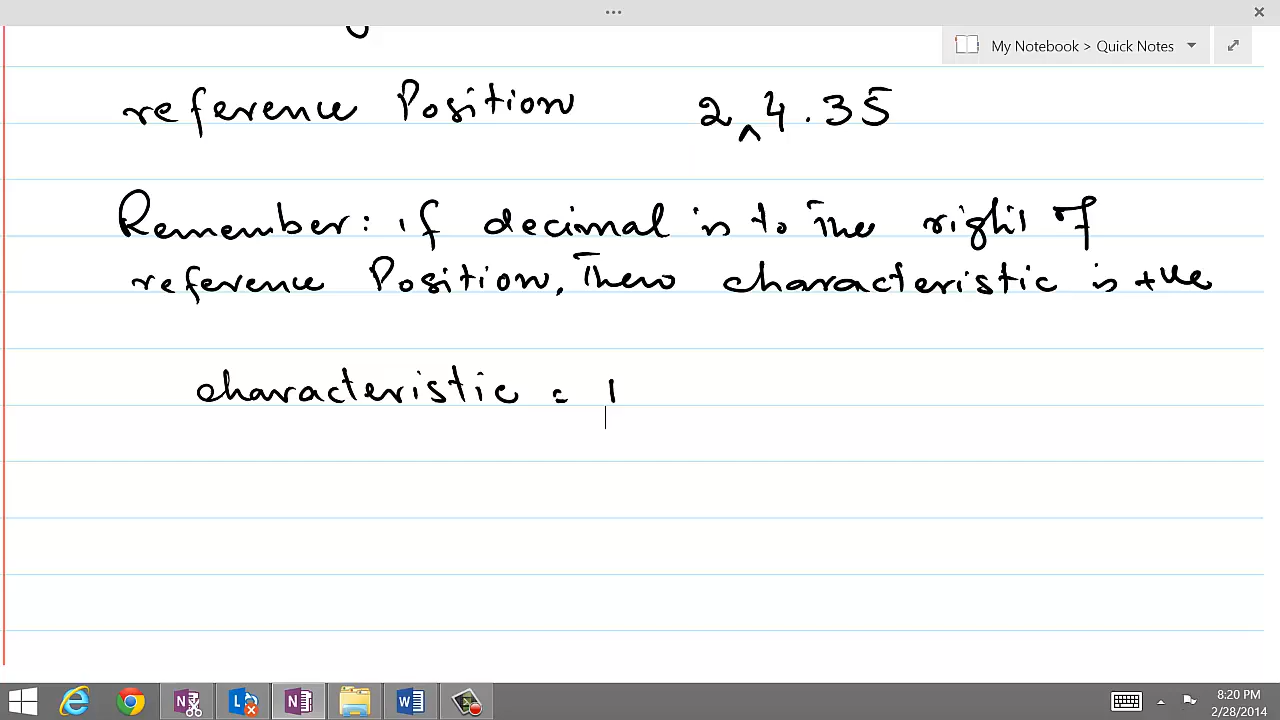 My Notebook > Quick Notes
reference Position 2‸4.35
Remember: if decimal is to the right of
reference Position, Then characteristic is +ve
characteristic = 1
8:20 PM
2/28/2014